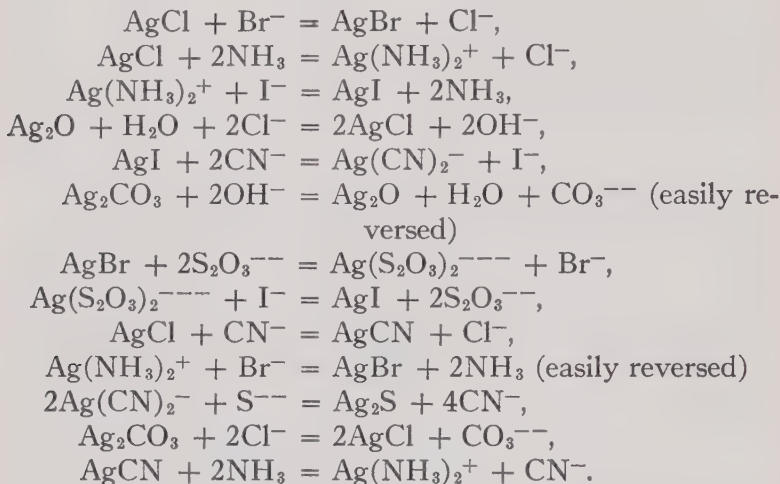 AgCl + Br⁻ = AgBr + Cl⁻,
AgCl + 2NH₃ = Ag(NH₃)₂⁺ + Cl⁻,
Ag(NH₃)₂⁺ + I⁻ = AgI + 2NH₃,
Ag₂O + H₂O + 2Cl⁻ = 2AgCl + 2OH⁻,
AgI + 2CN⁻ = Ag(CN)₂⁻ + I⁻,
Ag₂CO₃ + 2OH⁻ = Ag₂O + H₂O + CO₃⁻⁻ (easily re-
versed)
AgBr + 2S₂O₃⁻⁻ = Ag(S₂O₃)₂⁻⁻⁻ + Br⁻,
Ag(S₂O₃)₂⁻⁻⁻ + I⁻ = AgI + 2S₂O₃⁻⁻,
AgCl + CN⁻ = AgCN + Cl⁻,
Ag(NH₃)₂⁺ + Br⁻ = AgBr + 2NH₃ (easily reversed)
2Ag(CN)₂⁻ + S⁻⁻ = Ag₂S + 4CN⁻,
Ag₂CO₃ + 2Cl⁻ = 2AgCl + CO₃⁻⁻,
AgCN + 2NH₃ = Ag(NH₃)₂⁺ + CN⁻.